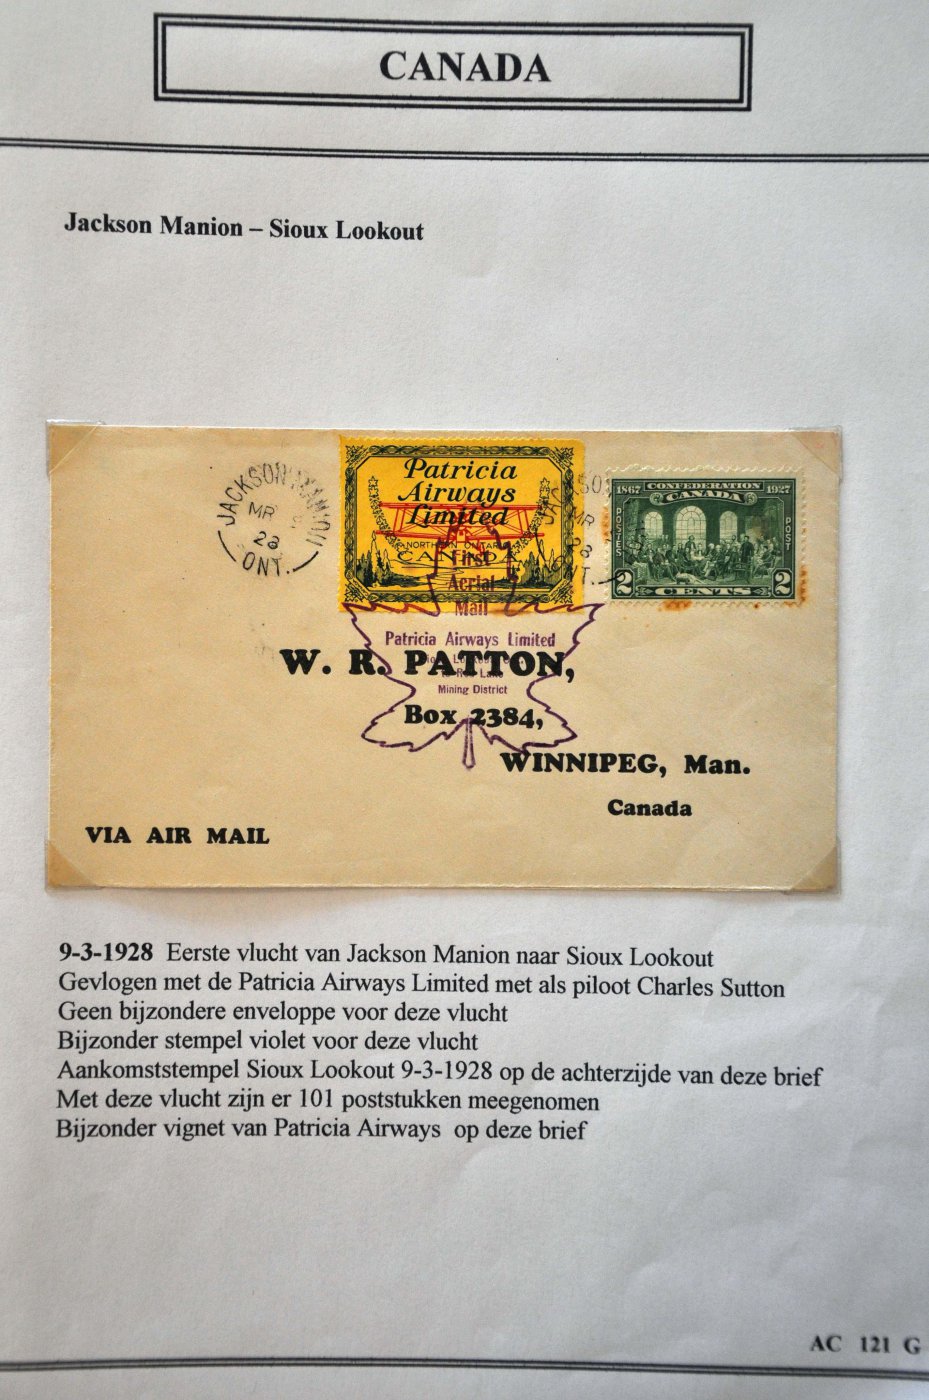 CANADA
Jackson Manion – Sioux Lookout
JACKSON MANION
MR
28
ONT.
Patricia
Airways
Limited
NORTHERN ONTARIO
CANADA
First
Aerial
Mail
Patricia Airways Limited
Mining District
CONFEDERATION
1867 CANADA 1927
POSTES POST
2 CENTS 2
W. R. PATTON,
Box 2384,
WINNIPEG, Man.
Canada
VIA AIR MAIL
9-3-1928 Eerste vlucht van Jackson Manion naar Sioux Lookout
Gevlogen met de Patricia Airways Limited met als piloot Charles Sutton
Geen bijzondere enveloppe voor deze vlucht
Bijzonder stempel violet voor deze vlucht
Aankomststempel Sioux Lookout 9-3-1928 op de achterzijde van deze brief
Met deze vlucht zijn er 101 poststukken meegenomen
Bijzonder vignet van Patricia Airways op deze brief
AC 121 G